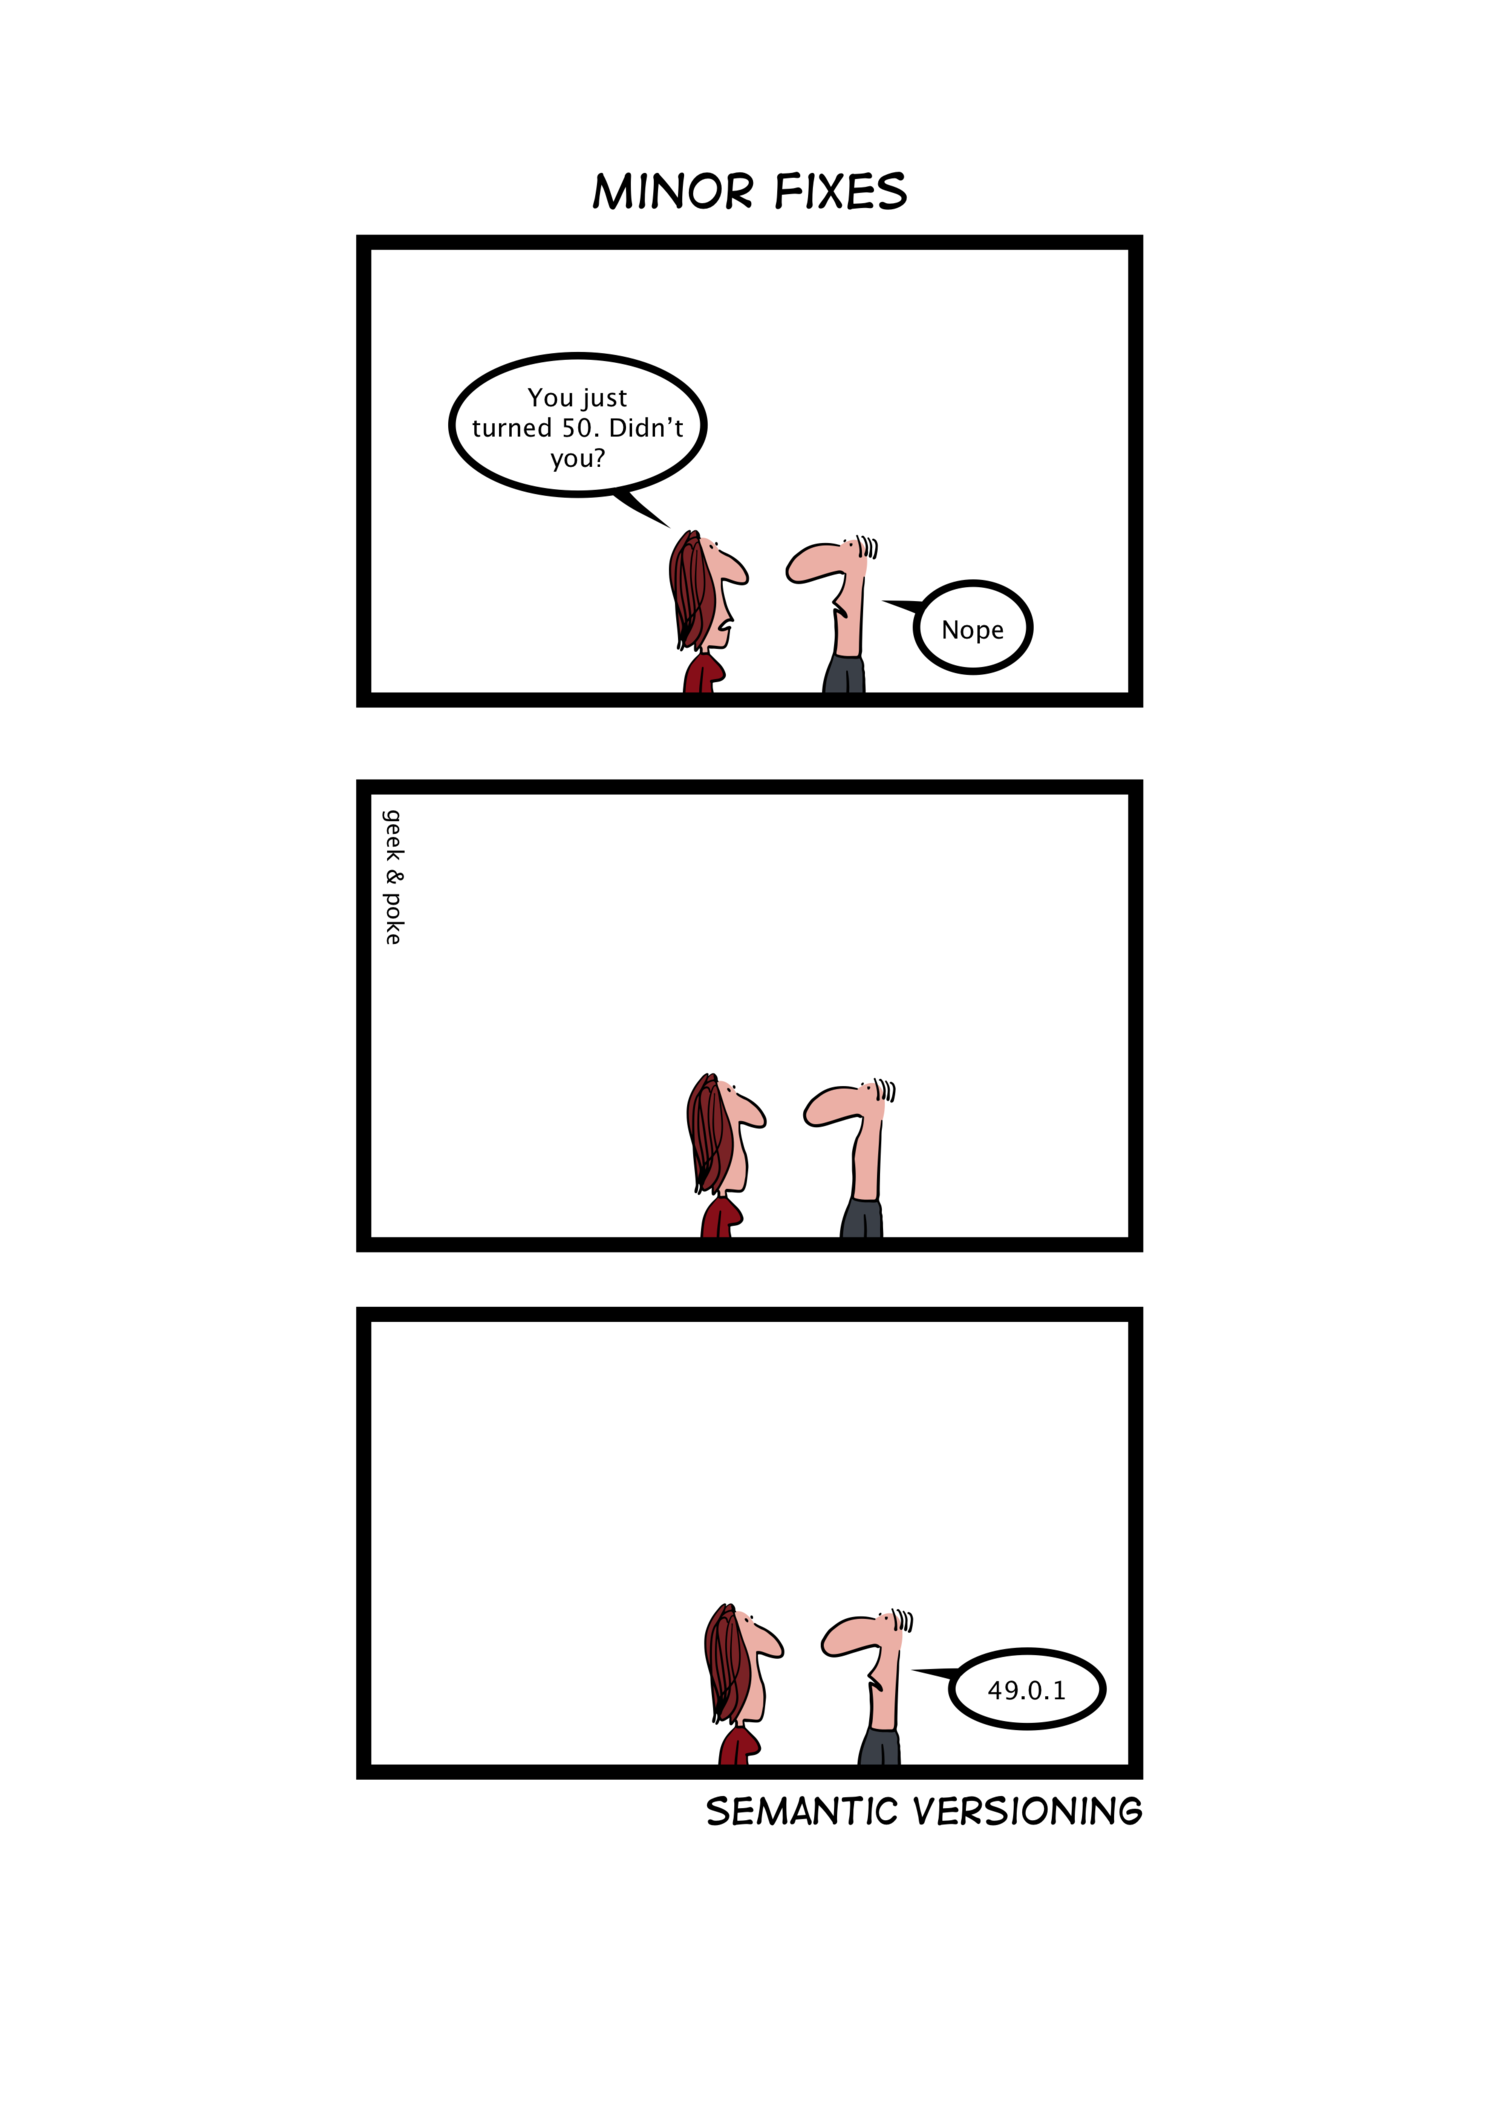 MINOR FIXES
You just
turned 50. Didn’t
you?
Nope
geek & poke
49.0.1
SEMANTIC VERSIONING